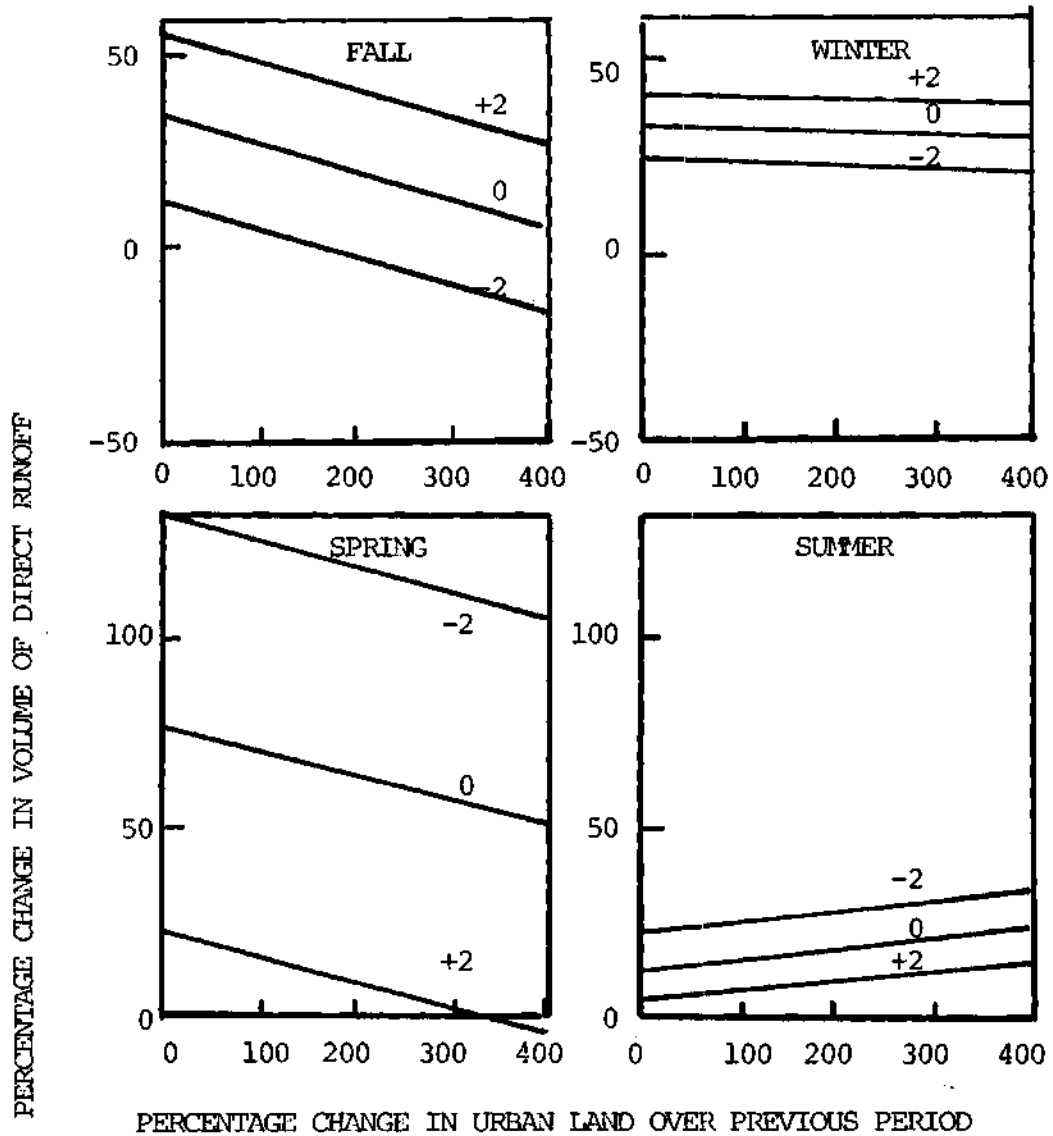 FALL
50
+2
0
0
-2
-50
0 100 200 300 400
WINTER
50
+2
0
-2
0
-50
0 100 200 300 400
SPRING
-2
100
0
50
+2
0
0 100 200 300 400
SUMMER
100
50
-2
0
+2
0
0 100 200 300 400
PERCENTAGE CHANGE IN VOLUME OF DIRECT RUNOFF
PERCENTAGE CHANGE IN URBAN LAND OVER PREVIOUS PERIOD